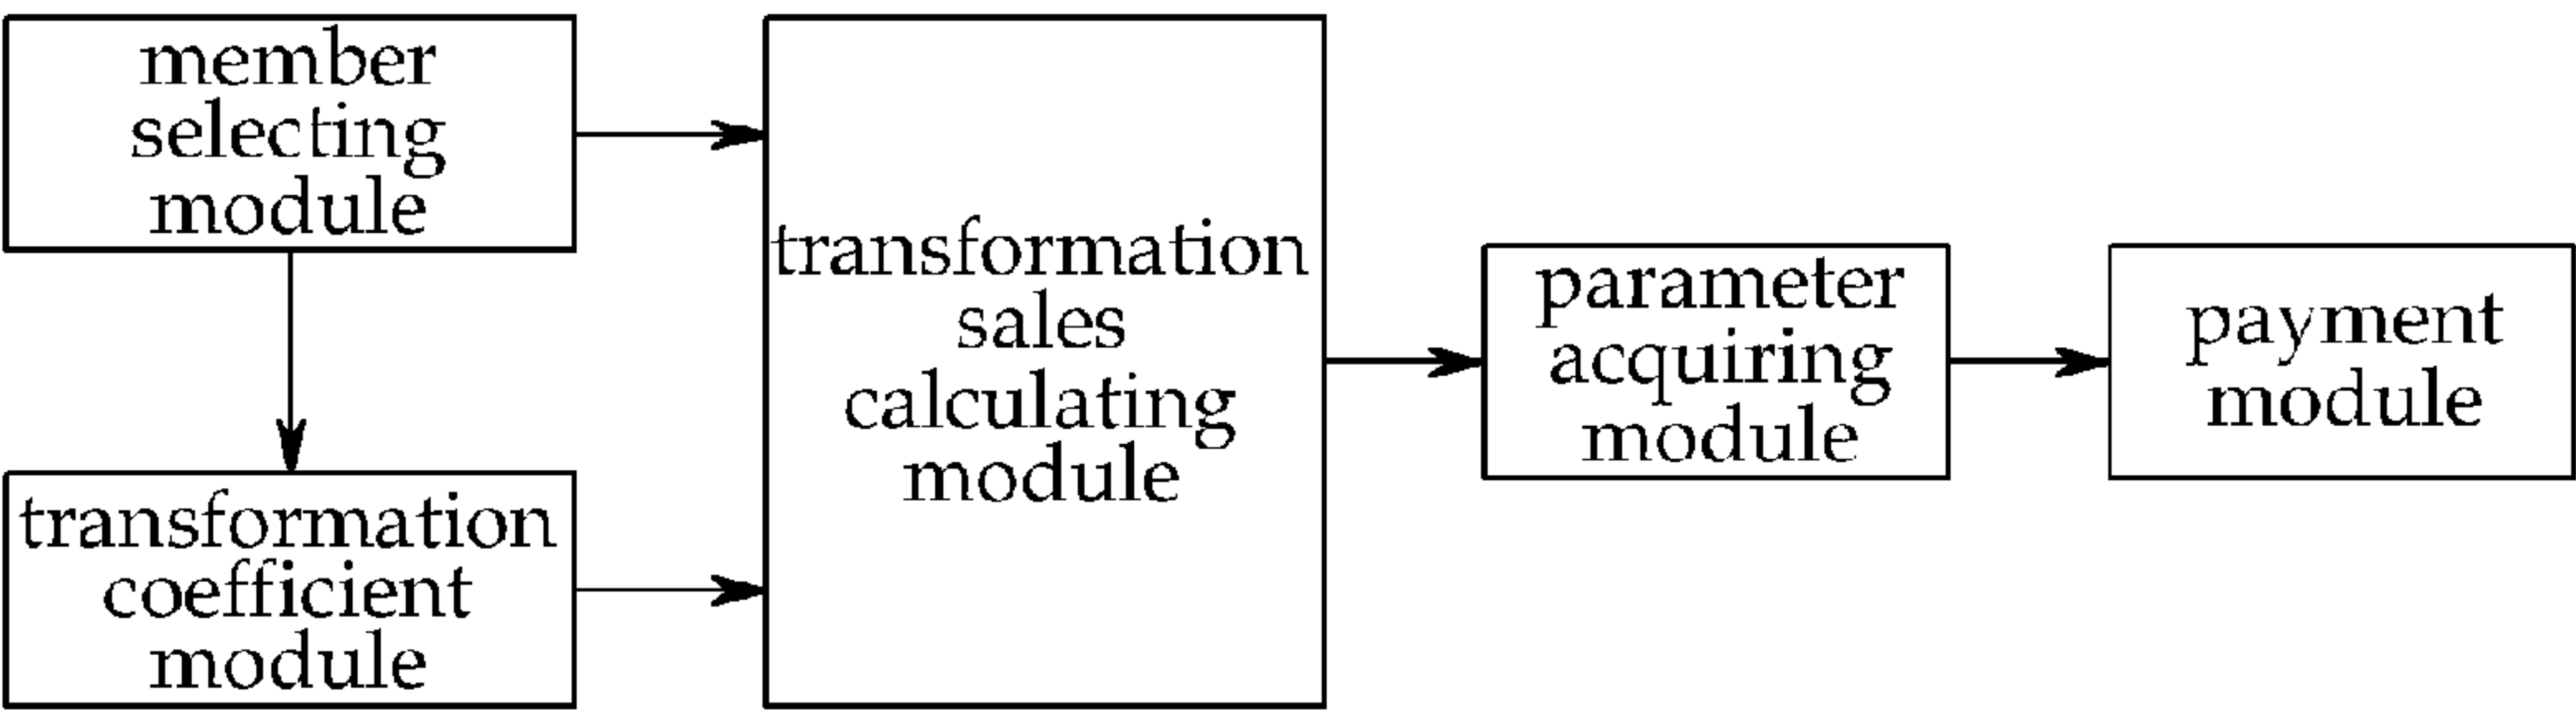 member
selecting
module
transformation
coefficient
module
transformation
sales
calculating
module
parameter
acquiring
module
payment
module